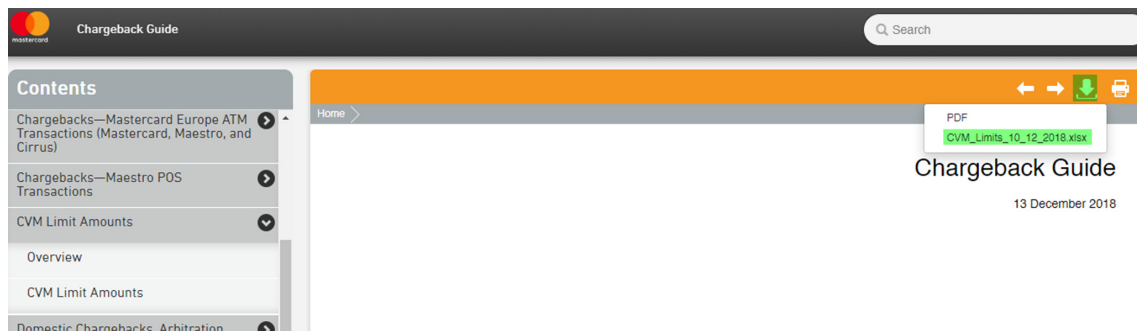 mastercard
Chargeback Guide
Search
Contents
Chargebacks—Mastercard Europe ATM
Transactions (Mastercard, Maestro, and
Cirrus)
Chargebacks—Maestro POS
Transactions
CVM Limit Amounts
Overview
CVM Limit Amounts
Domestic Chargebacks, Arbitration
Home
PDF
CVM_Limits_10_12_2018.xlsx
Chargeback Guide
13 December 2018